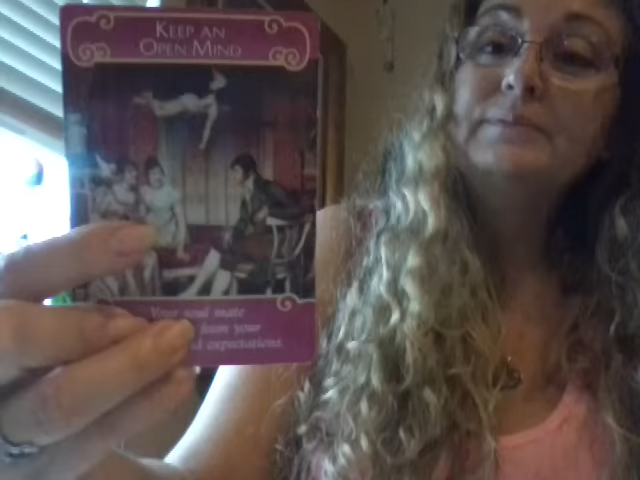 KEEP AN
OPEN MIND
Your soul mate
from your
expectations.